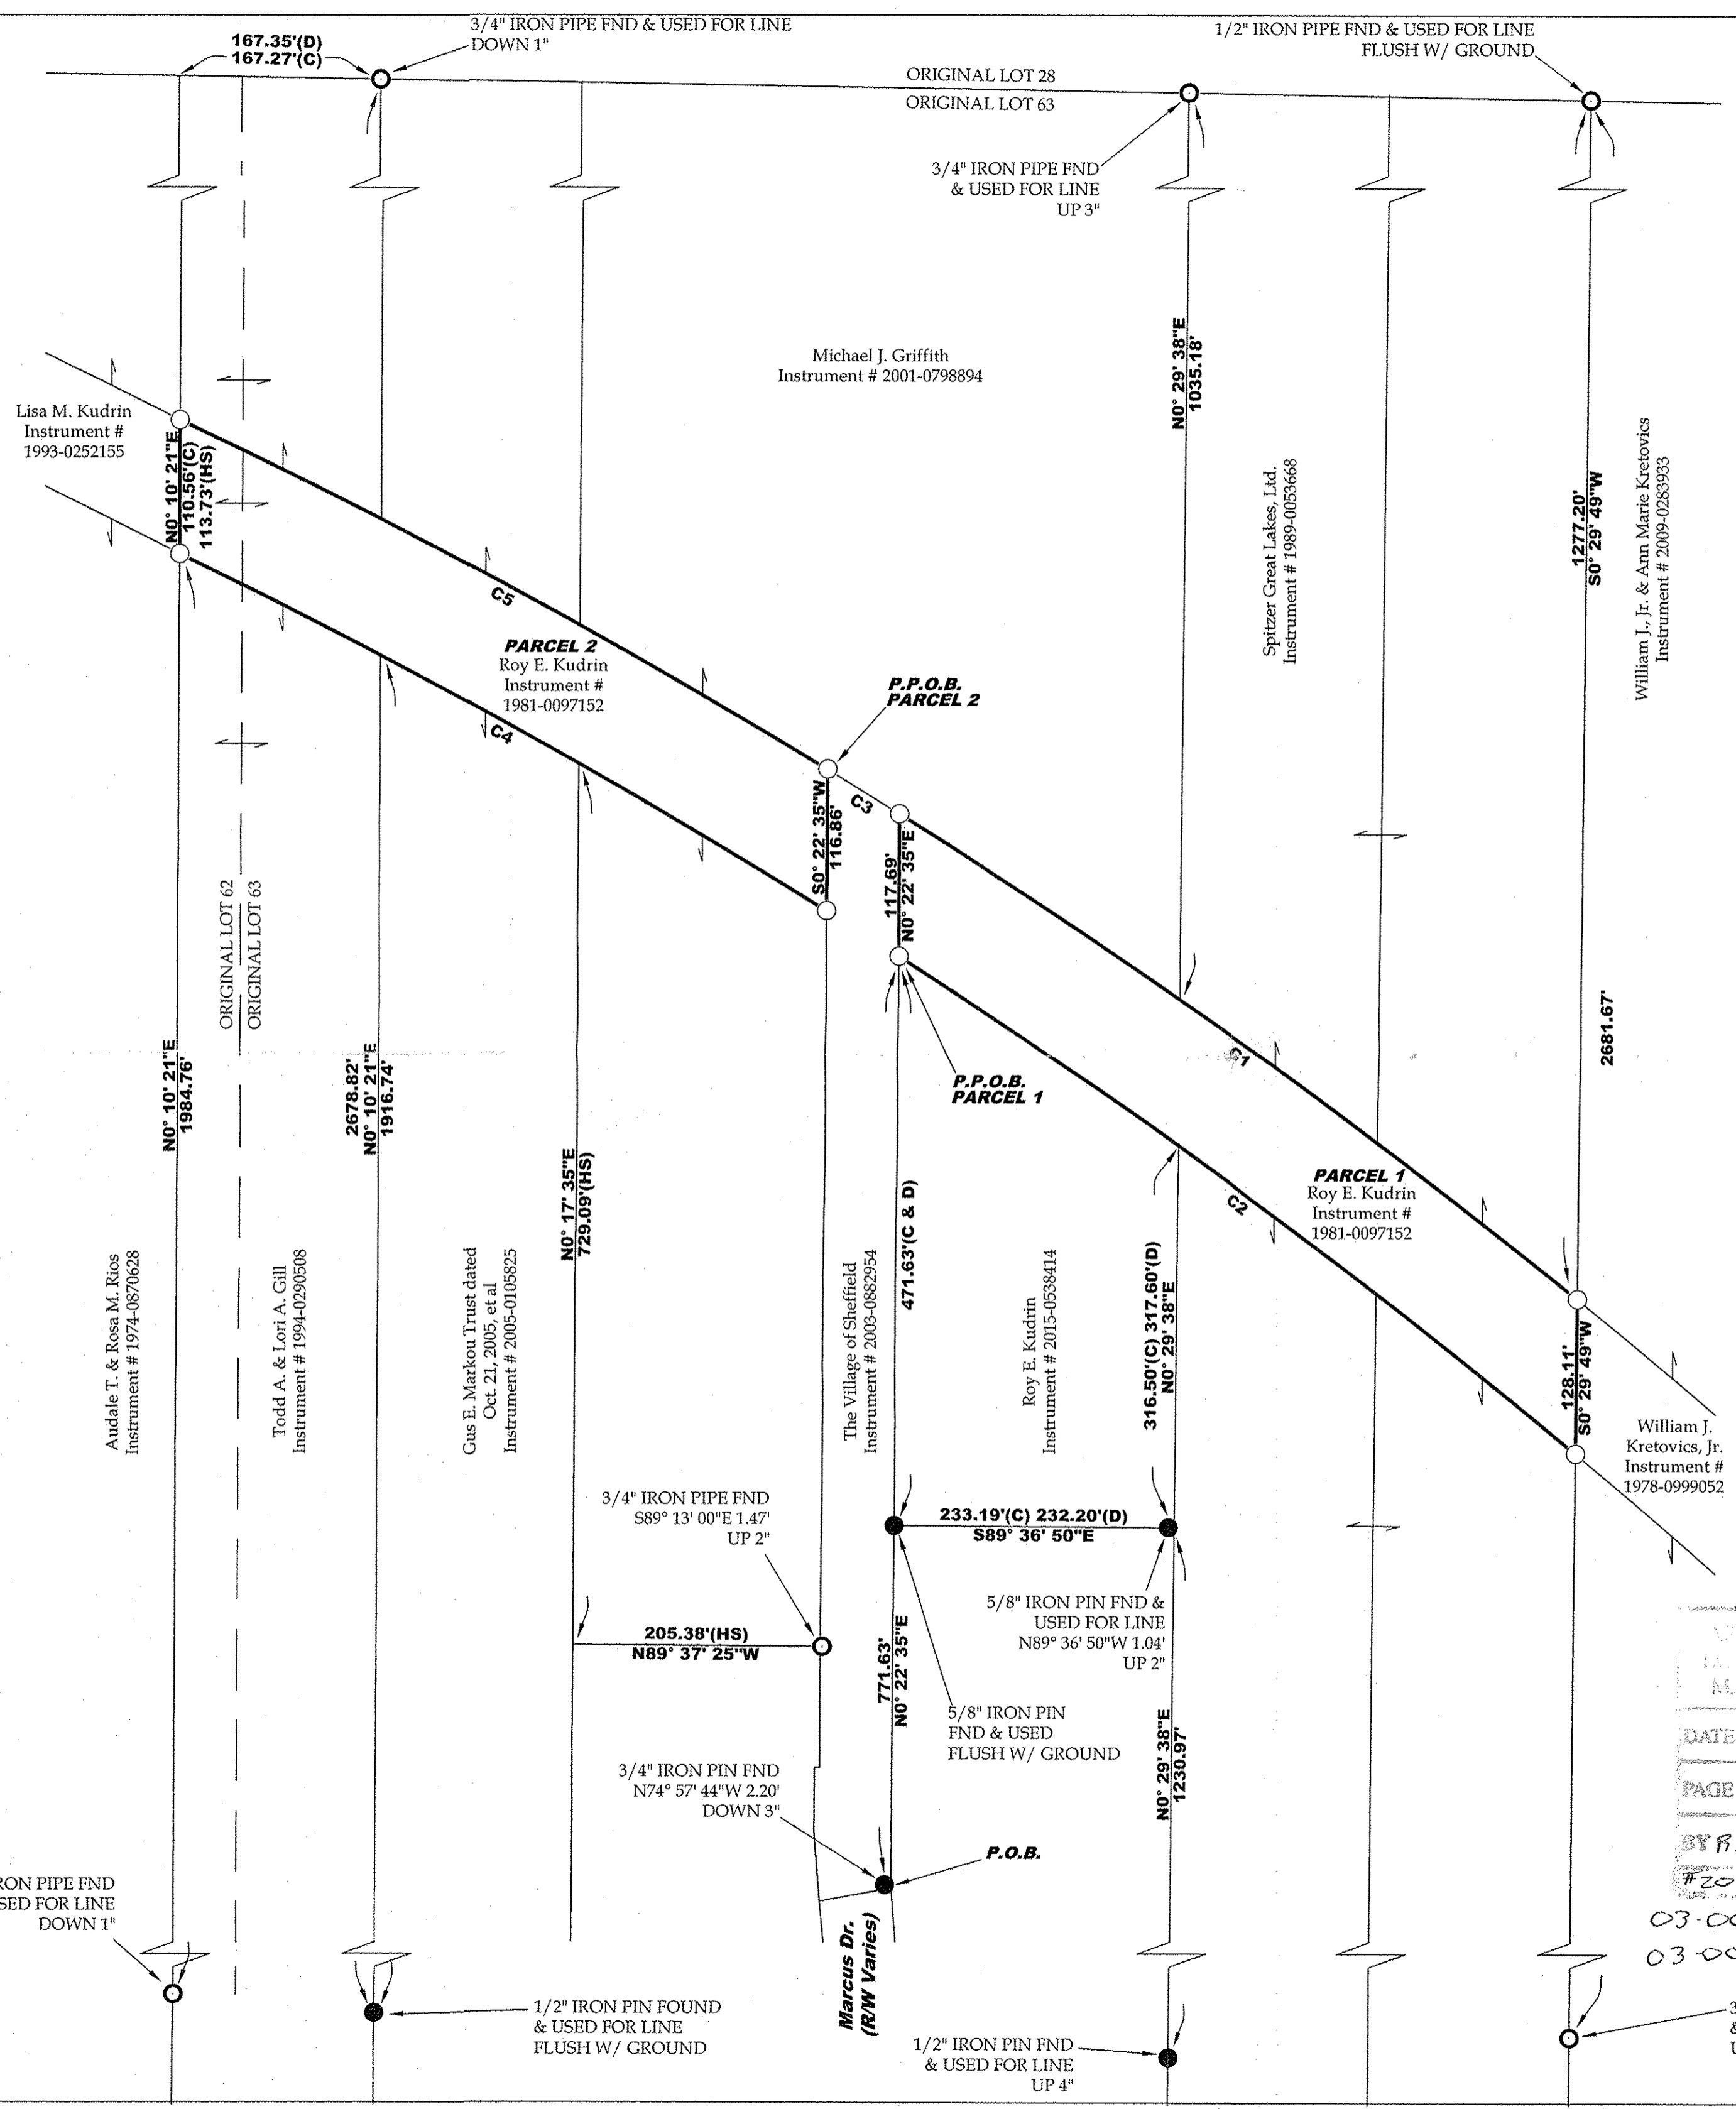 3/4" IRON PIPE FND & USED FOR LINE
DOWN 1"
167.35'(D)
167.27'(C)
1/2" IRON PIPE FND & USED FOR LINE
FLUSH W/ GROUND
ORIGINAL LOT 28
ORIGINAL LOT 63
3/4" IRON PIPE FND
& USED FOR LINE
UP 3"
N0° 29' 38"E
1035.18'
Michael J. Griffith
Instrument # 2001-0798894
Lisa M. Kudrin
Instrument #
1993-0252155
N0° 10' 21"E
110.56'(C)
113.73'(HS)
Spitzer Great Lakes, Ltd.
Instrument # 1989-0053668
1277.20'
S0° 29' 49"W
William J., Jr. & Ann Marie Kretovics
Instrument # 2009-0283933
C5
PARCEL 2
Roy E. Kudrin
Instrument #
1981-0097152
C4
P.P.O.B.
PARCEL 2
C3
S0° 22' 35"W
116.86'
117.69'
N0° 22' 35"E
ORIGINAL LOT 62
ORIGINAL LOT 63
P.P.O.B.
PARCEL 1
C1
2681.67'
N0° 10' 21"E
1984.76'
2678.82'
N0° 10' 21"E
1916.74'
N0° 17' 35"E
729.09'(HS)
471.63'(C & D)
C2
PARCEL 1
Roy E. Kudrin
Instrument #
1981-0097152
Audale T. & Rosa M. Rios
Instrument # 1974-0870628
Todd A. & Lori A. Gill
Instrument # 1994-0290508
Gus E. Markou Trust dated
Oct. 21, 2005, et al
Instrument # 2005-0105825
The Village of Sheffield
Instrument # 2003-0882954
Roy E. Kudrin
Instrument # 2015-0538414
316.50'(C) 317.60'(D)
N0° 29' 38"E
128.11'
S0° 29' 49"W
William J.
Kretovics, Jr.
Instrument #
1978-0999052
3/4" IRON PIPE FND
S89° 13' 00"E 1.47'
UP 2"
233.19'(C) 232.20'(D)
S89° 36' 50"E
5/8" IRON PIN FND &
USED FOR LINE
N89° 36' 50"W 1.04'
UP 2"
205.38'(HS)
N89° 37' 25"W
771.63'
N0° 22' 35"E
5/8" IRON PIN
FND & USED
FLUSH W/ GROUND
N0° 29' 38"E
1230.97'
3/4" IRON PIN FND
N74° 57' 44"W 2.20'
DOWN 3"
P.O.B.
M.
DATE
PAGE
BY R.
#20
03-00
03-00
RON PIPE FND
SED FOR LINE
DOWN 1"
Marcus Dr.
(R/W Varies)
1/2" IRON PIN FOUND
& USED FOR LINE
FLUSH W/ GROUND
1/2" IRON PIN FND
& USED FOR LINE
UP 4"
3
&
U